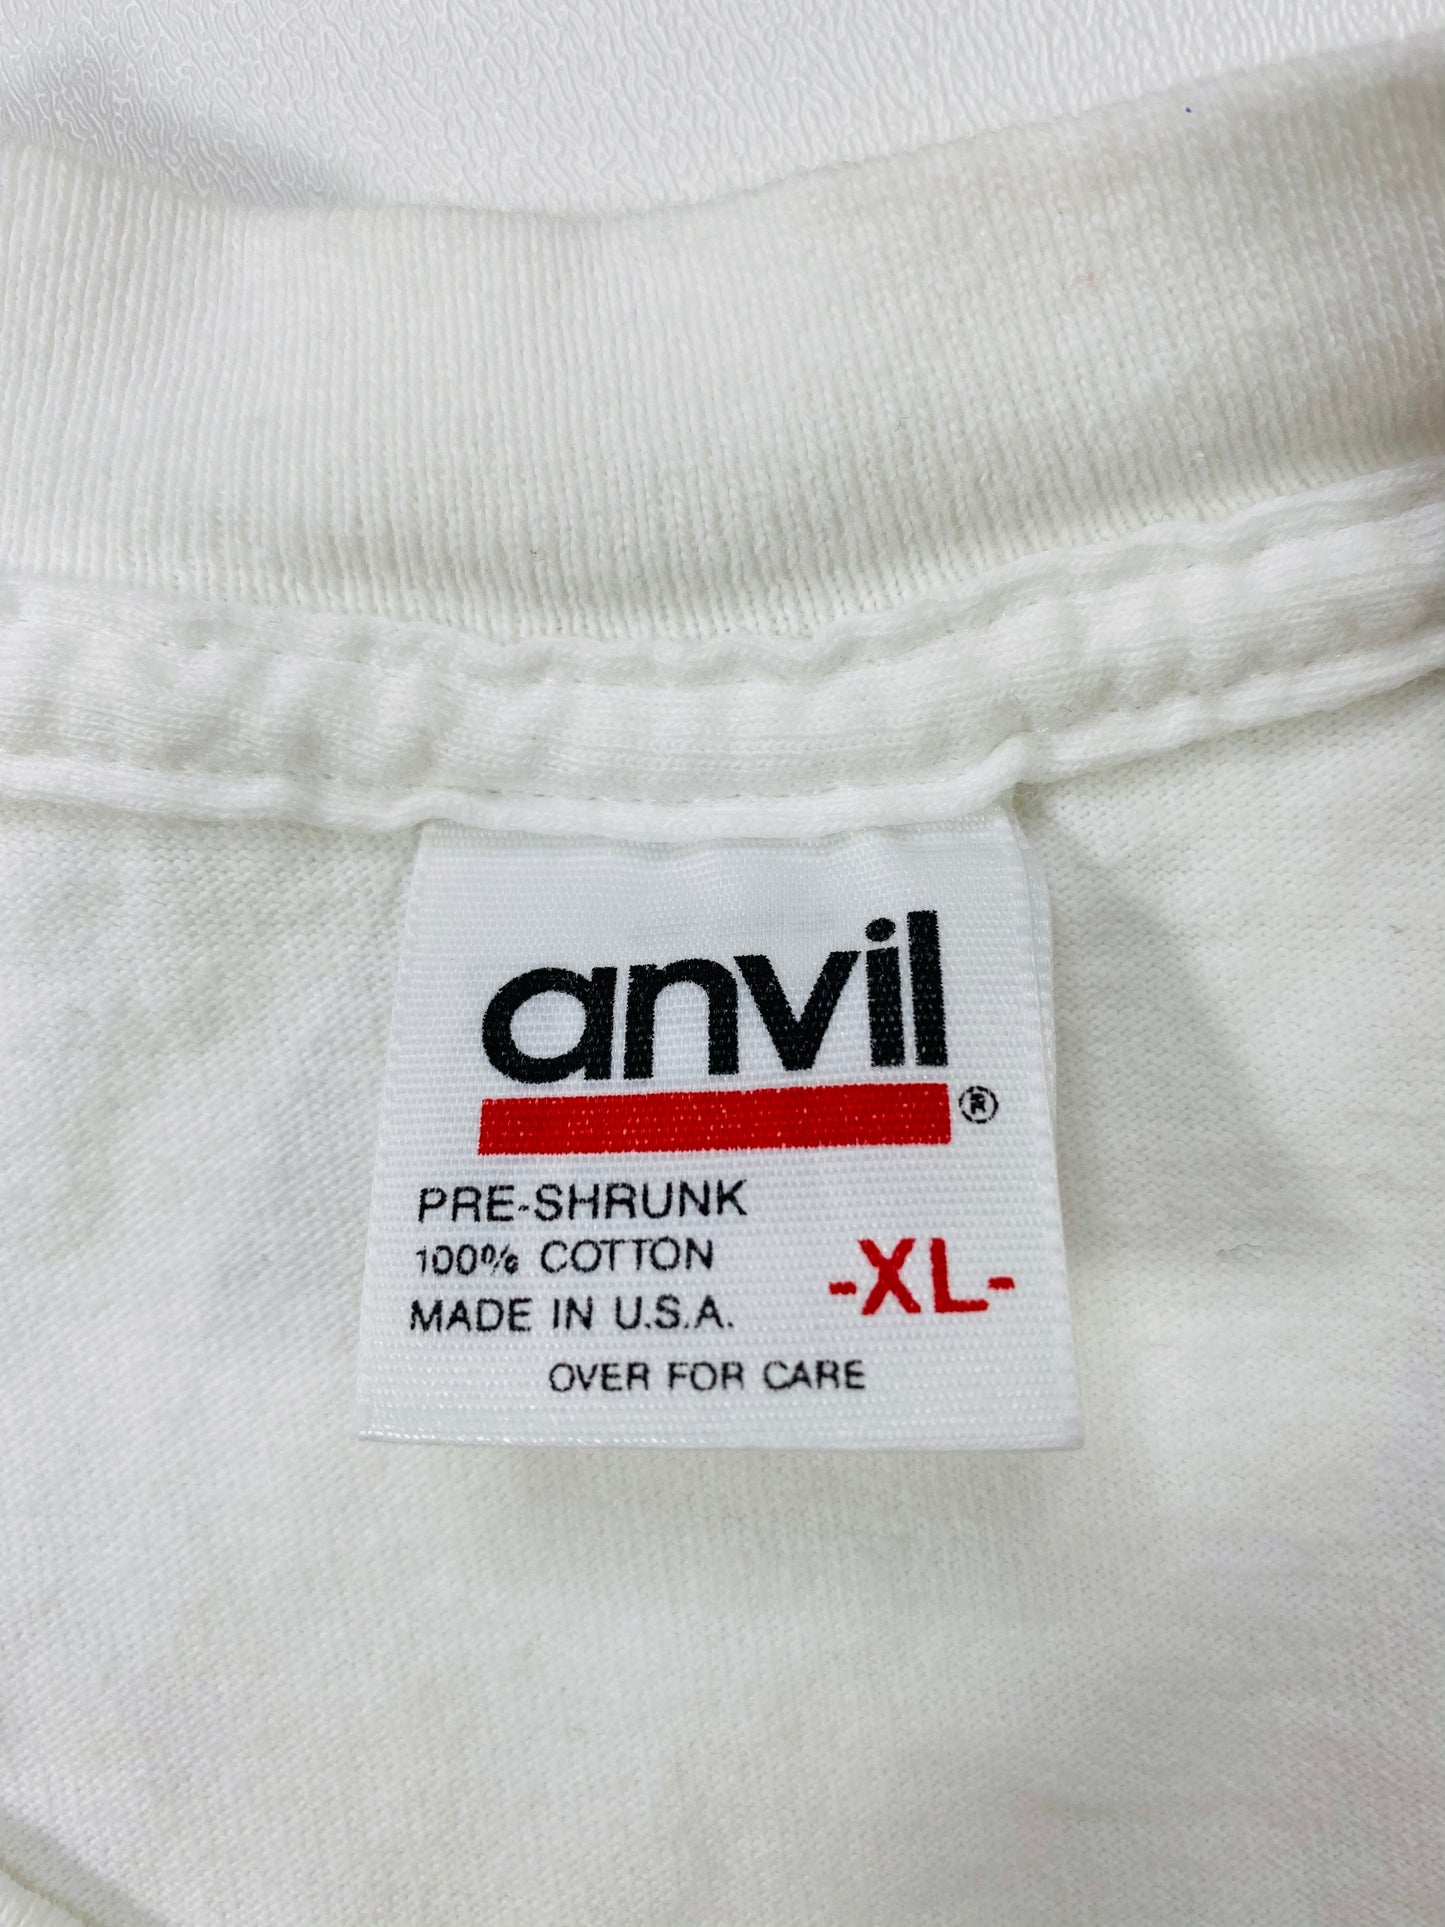 anvil®
PRE-SHRUNK
100% COTTON
MADE IN U.S.A.
-XL-
OVER FOR CARE